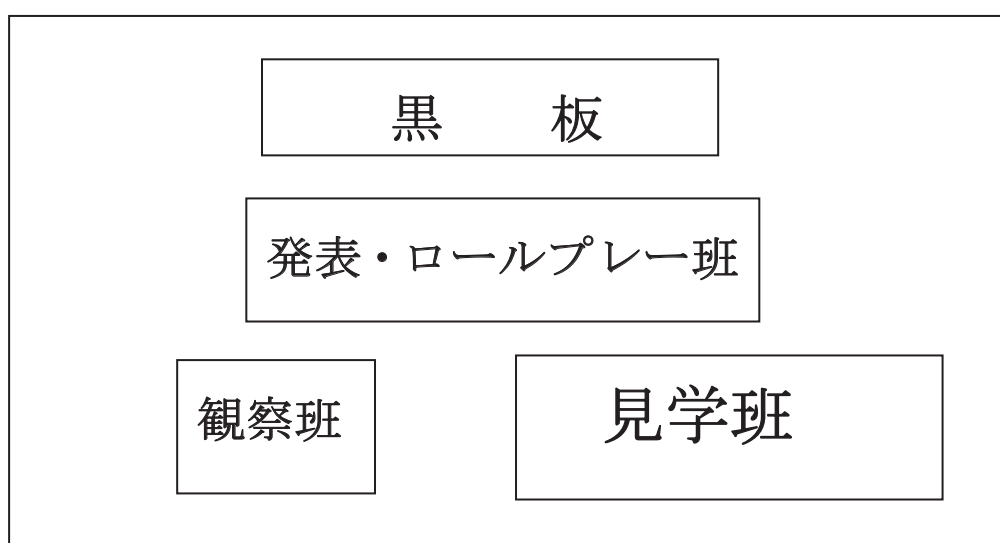 黒　板
発表・ロールプレー班
観察班
見学班